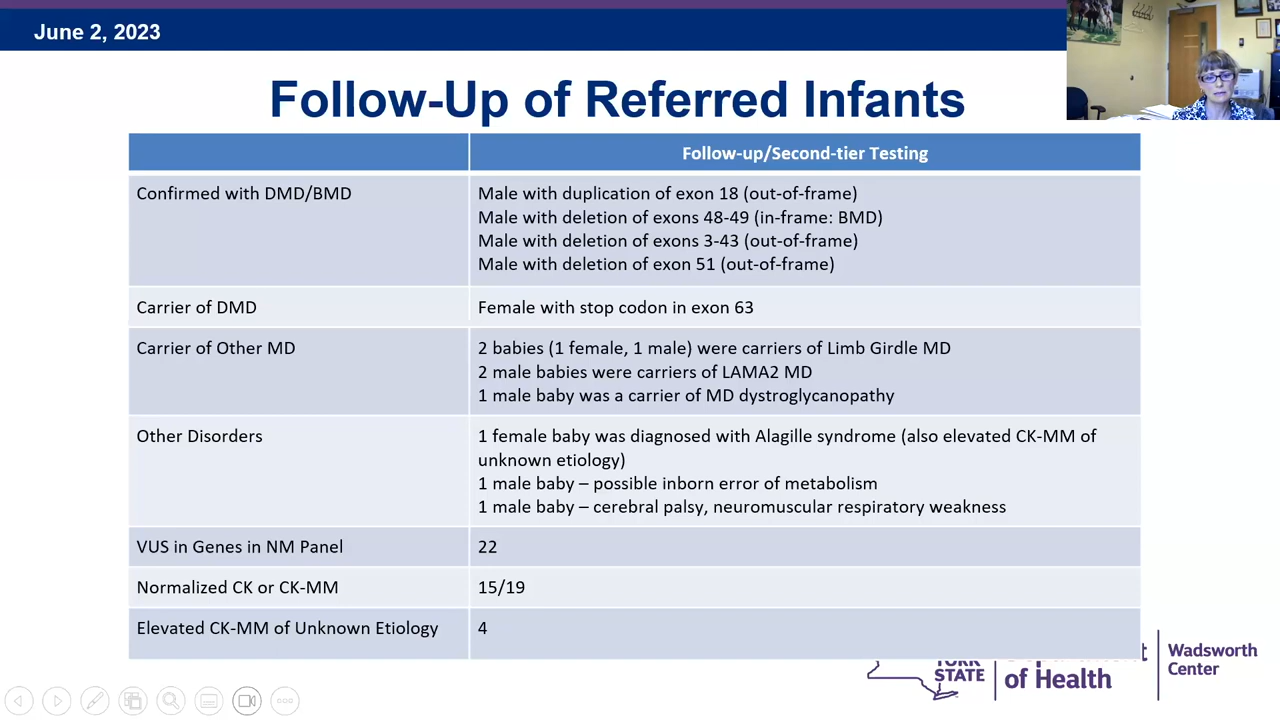 June 2, 2023
Follow-Up of Referred Infants
Follow-up/Second-tier Testing
Confirmed with DMD/BMD
Male with duplication of exon 18 (out-of-frame)
Male with deletion of exons 48-49 (in-frame: BMD)
Male with deletion of exons 3-43 (out-of-frame)
Male with deletion of exon 51 (out-of-frame)
Carrier of DMD
Female with stop codon in exon 63
Carrier of Other MD
2 babies (1 female, 1 male) were carriers of Limb Girdle MD
2 male babies were carriers of LAMA2 MD
1 male baby was a carrier of MD dystroglycanopathy
Other Disorders
1 female baby was diagnosed with Alagille syndrome (also elevated CK-MM of
unknown etiology)
1 male baby – possible inborn error of metabolism
1 male baby – cerebral palsy, neuromuscular respiratory weakness
VUS in Genes in NM Panel
22
Normalized CK or CK-MM
15/19
Elevated CK-MM of Unknown Etiology
4
STATE
of Health
Wadsworth
Center